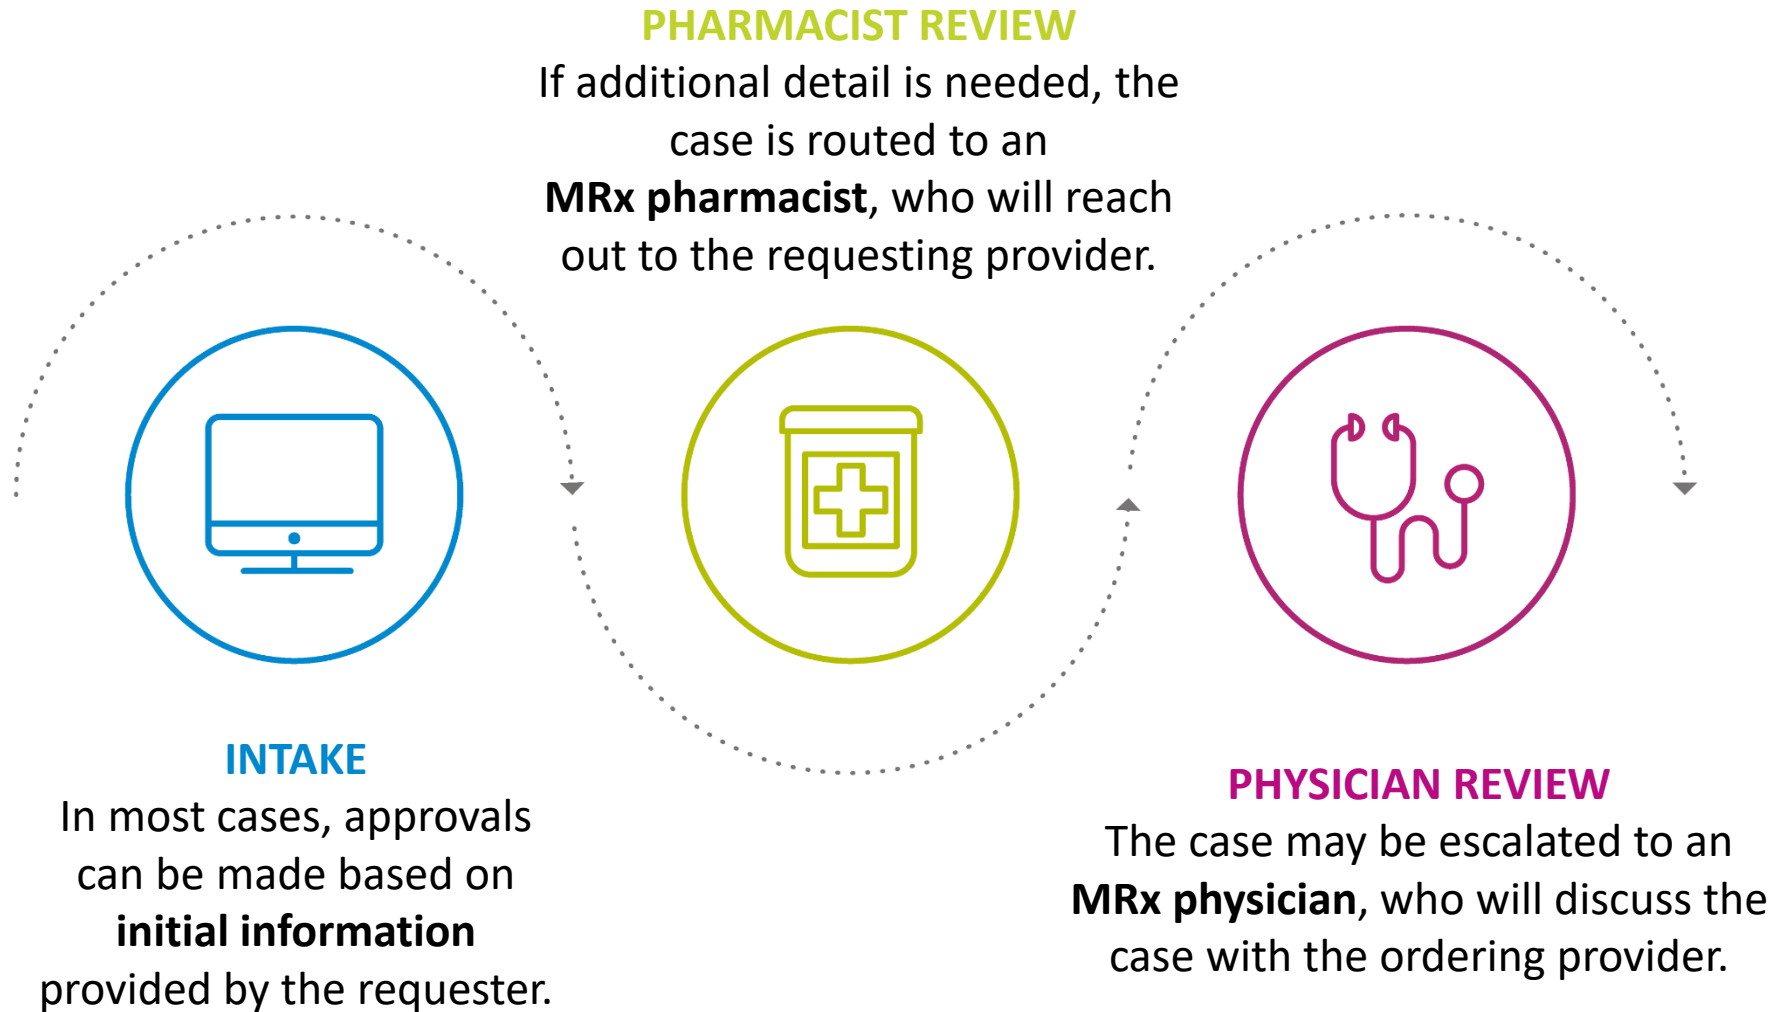 PHARMACIST REVIEW
If additional detail is needed, the
case is routed to an
MRx pharmacist, who will reach
out to the requesting provider.
INTAKE
In most cases, approvals
can be made based on
initial information
provided by the requester.
PHYSICIAN REVIEW
The case may be escalated to an
MRx physician, who will discuss the
case with the ordering provider.